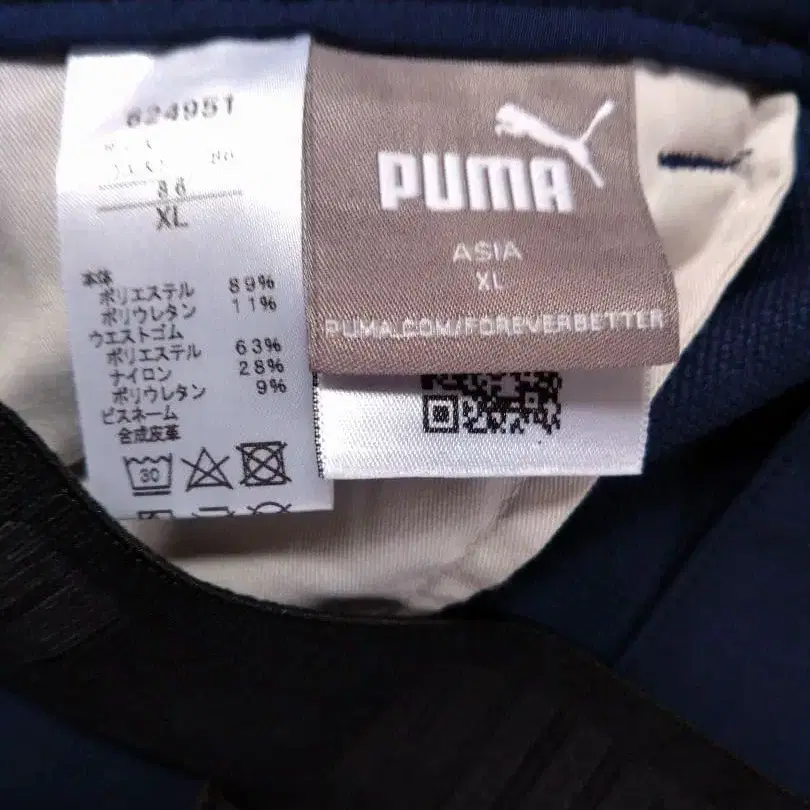 624951
86
XL
本体
ポリエステル 89%
ポリウレタン 11%
ウエストゴム
ポリエステル 63%
ナイロン 28%
ポリウレタン 9%
ピスネーム
合成皮革
30
PUMA
ASIA
XL
PUMA.COM/FOREVERBETTER